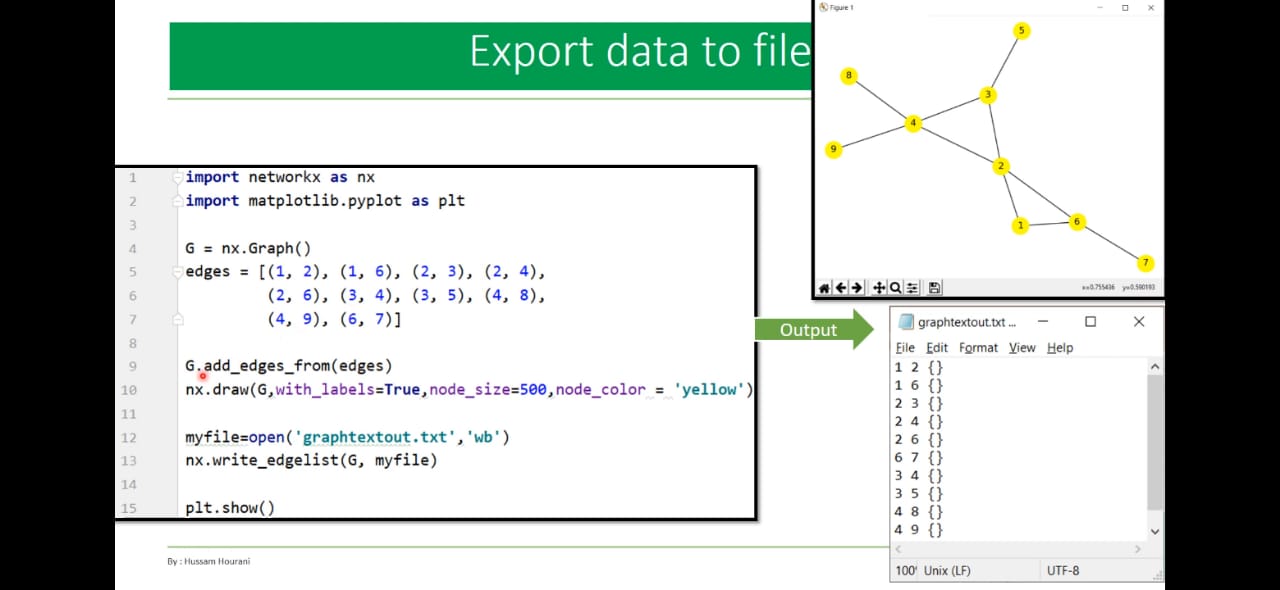 Export data to file
1 import networkx as nx
2 import matplotlib.pyplot as plt
3
4 G = nx.Graph()
5 edges = [(1, 2), (1, 6), (2, 3), (2, 4),
6 (2, 6), (3, 4), (3, 5), (4, 8),
7 (4, 9), (6, 7)]
8
9 G.add_edges_from(edges)
10 nx.draw(G,with_labels=True,node_size=500,node_color = 'yellow')
11
12 myfile=open('graphtextout.txt','wb')
13 nx.write_edgelist(G, myfile)
14
15 plt.show()
By : Hussam Hourani
Output
Figure 1
5
8
3
4
9
2
1
6
7
x=0.755436 y=0.590193
graphtextout.txt ...
File Edit Format View Help
1 2 {}
1 6 {}
2 3 {}
2 4 {}
2 6 {}
6 7 {}
3 4 {}
3 5 {}
4 8 {}
4 9 {}
100% Unix (LF) UTF-8